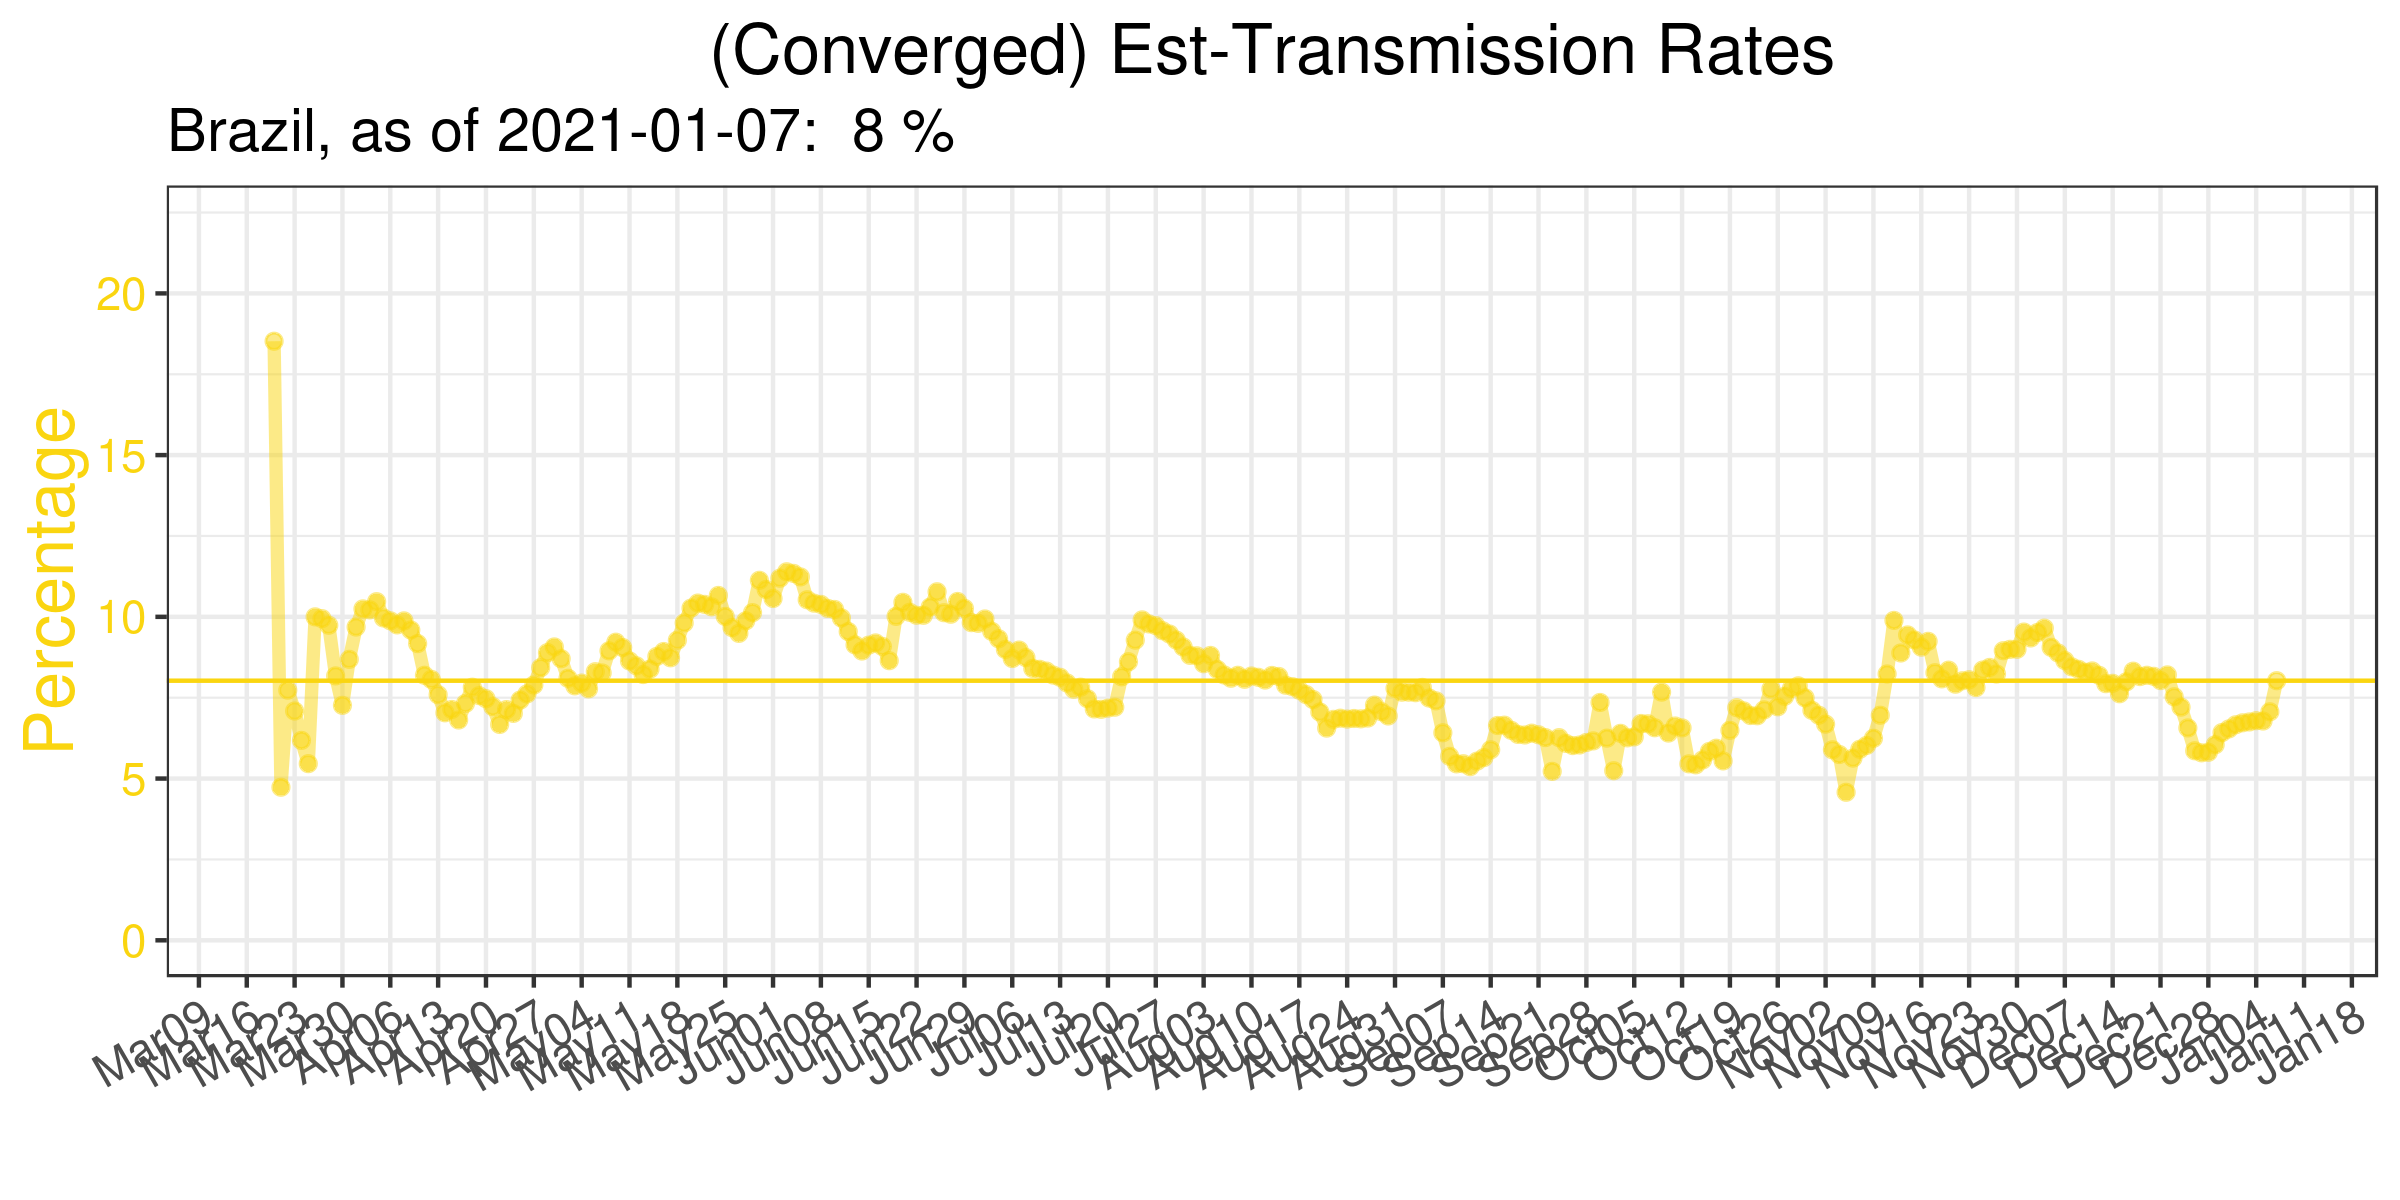 (Converged) Est-Transmission Rates
Brazil, as of 2021-01-07:  8 %
Percentage
20
15
10
5
0
Mar09
Mar16
Mar23
Mar30
Apr06
Apr13
Apr20
Apr27
May04
May11
May18
May25
Jun01
Jun08
Jun15
Jun22
Jun29
Jul06
Jul13
Jul20
Jul27
Aug03
Aug10
Aug17
Aug24
Aug31
Sep07
Sep14
Sep21
Sep28
Oct05
Oct12
Oct19
Oct26
Nov02
Nov09
Nov16
Nov23
Nov30
Dec07
Dec14
Dec21
Dec28
Jan04
Jan11
Jan18